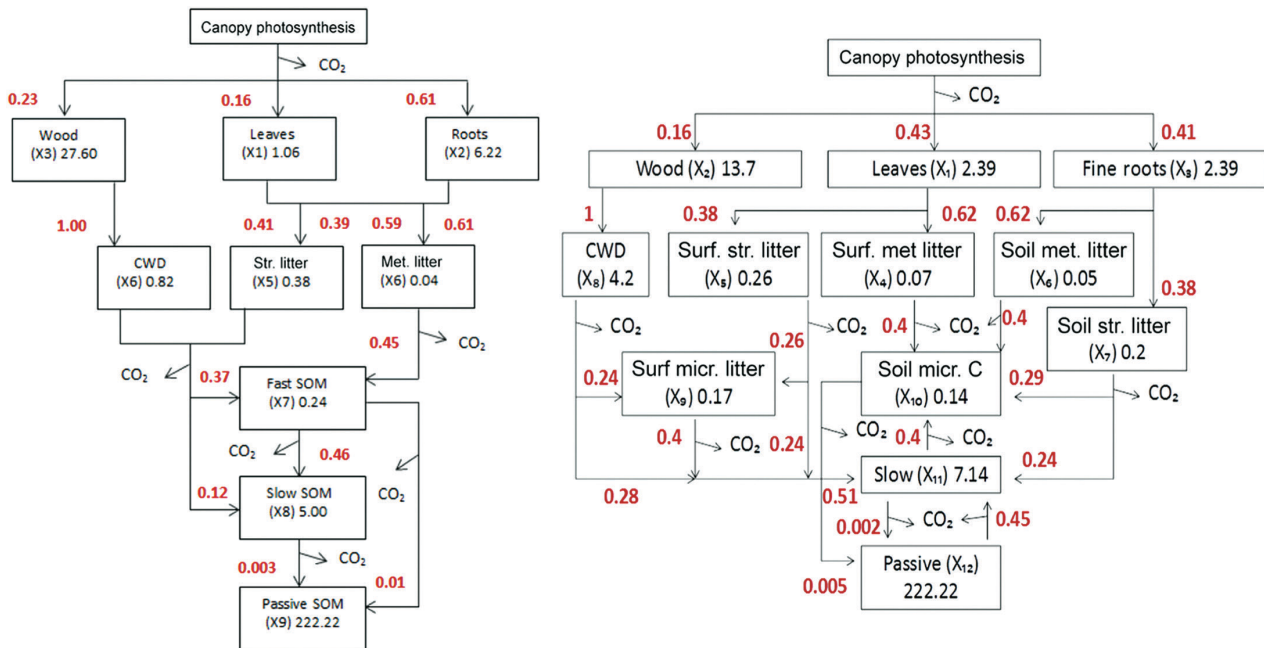 Canopy photosynthesis
CO₂
0.23
0.16
0.61
Wood
(X3) 27.60
Leaves
(X1) 1.06
Roots
(X2) 6.22
1.00
0.41
0.39
0.59
0.61
CWD
(X6) 0.82
Str. litter
(X5) 0.38
Met. litter
(X6) 0.04
CO₂
0.37
0.45
CO₂
Fast SOM
(X7) 0.24
CO₂
0.46
CO₂
0.12
Slow SOM
(X8) 5.00
0.003
CO₂
0.01
Passive SOM
(X9) 222.22
Canopy photosynthesis
CO₂
0.16
0.43
0.41
Wood (X₂) 13.7
Leaves (X₁) 2.39
Fine roots (X₃) 2.39
1
0.38
0.62
0.62
CWD
(X₈) 4.2
Surf. str. litter
(X₅) 0.26
Surf. met litter
(X₄) 0.07
Soil met. litter
(X₆) 0.05
0.38
CO₂
CO₂
0.4
CO₂
0.4
Soil str. litter
(X₇) 0.2
0.26
0.24
Surf micr. litter
(X₉) 0.17
Soil micr. C
(X₁₀) 0.14
0.29
CO₂
0.4
CO₂
0.24
CO₂
0.4
CO₂
0.24
0.28
0.51
Slow (X₁₁) 7.14
0.002
CO₂
0.45
0.005
Passive (X₁₂)
222.22